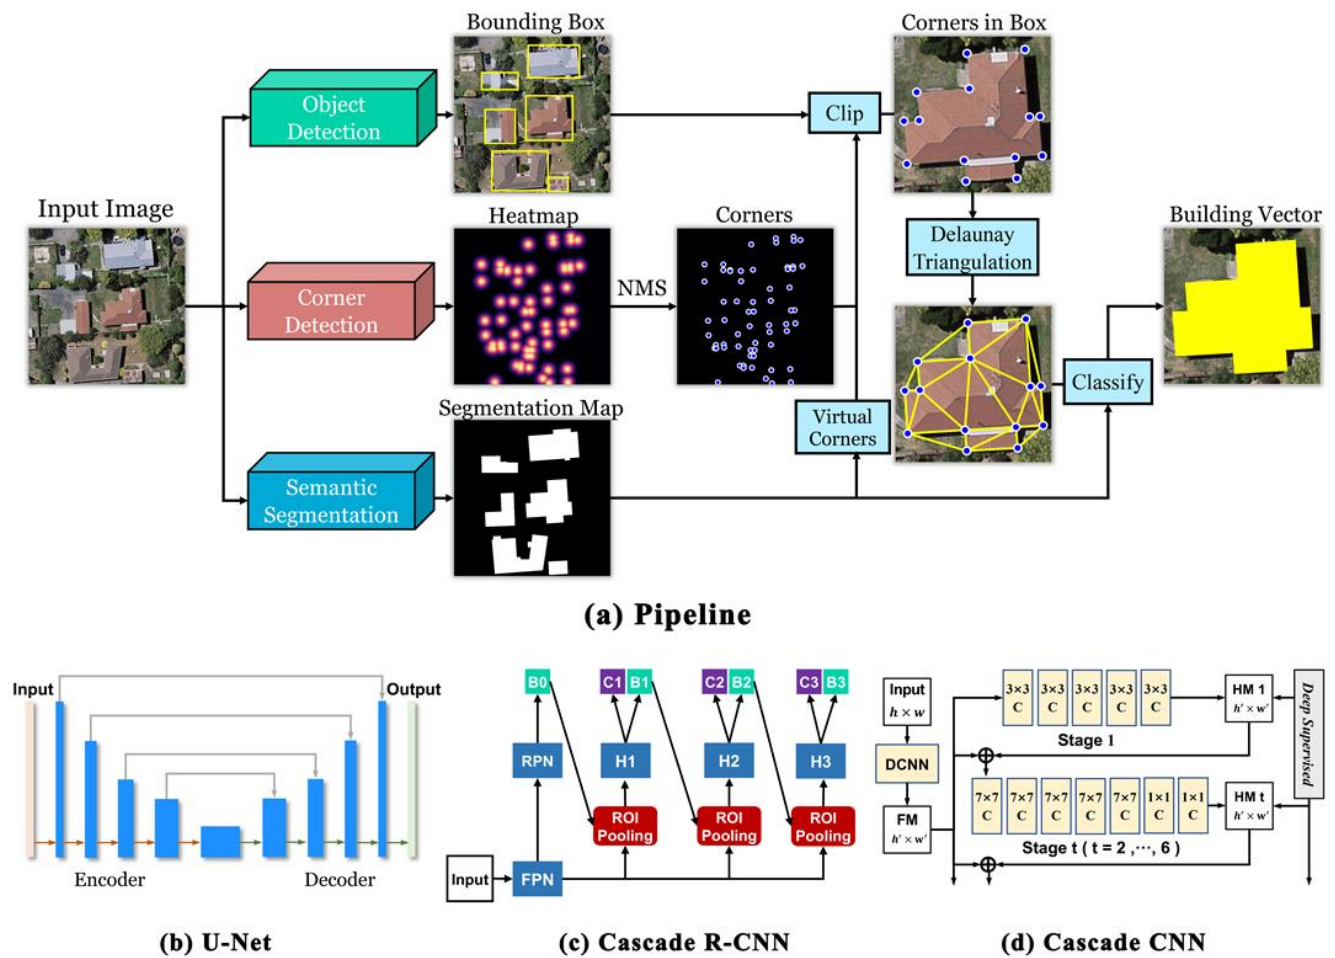 Bounding Box
Corners in Box
Object
Detection
Clip
Input Image
Heatmap
Corners
Delaunay
Triangulation
Building Vector
Corner
Detection
NMS
Classify
Segmentation Map
Virtual
Corners
Semantic
Segmentation
(a) Pipeline
Input
Output
Encoder
Decoder
(b) U-Net
B0
C1
B1
C2
B2
C3
B3
RPN
H1
H2
H3
ROI
Pooling
ROI
Pooling
ROI
Pooling
Input
FPN
(c) Cascade R-CNN
Input
h × w
DCNN
FM
h' × w'
3×3
C
3×3
C
3×3
C
3×3
C
3×3
C
HM 1
h' × w'
Stage 1
Deep Supervised
7×7
C
7×7
C
7×7
C
7×7
C
7×7
C
1×1
C
1×1
C
HM t
h' × w'
Stage t ( t = 2 ,⋯, 6 )
(d) Cascade CNN